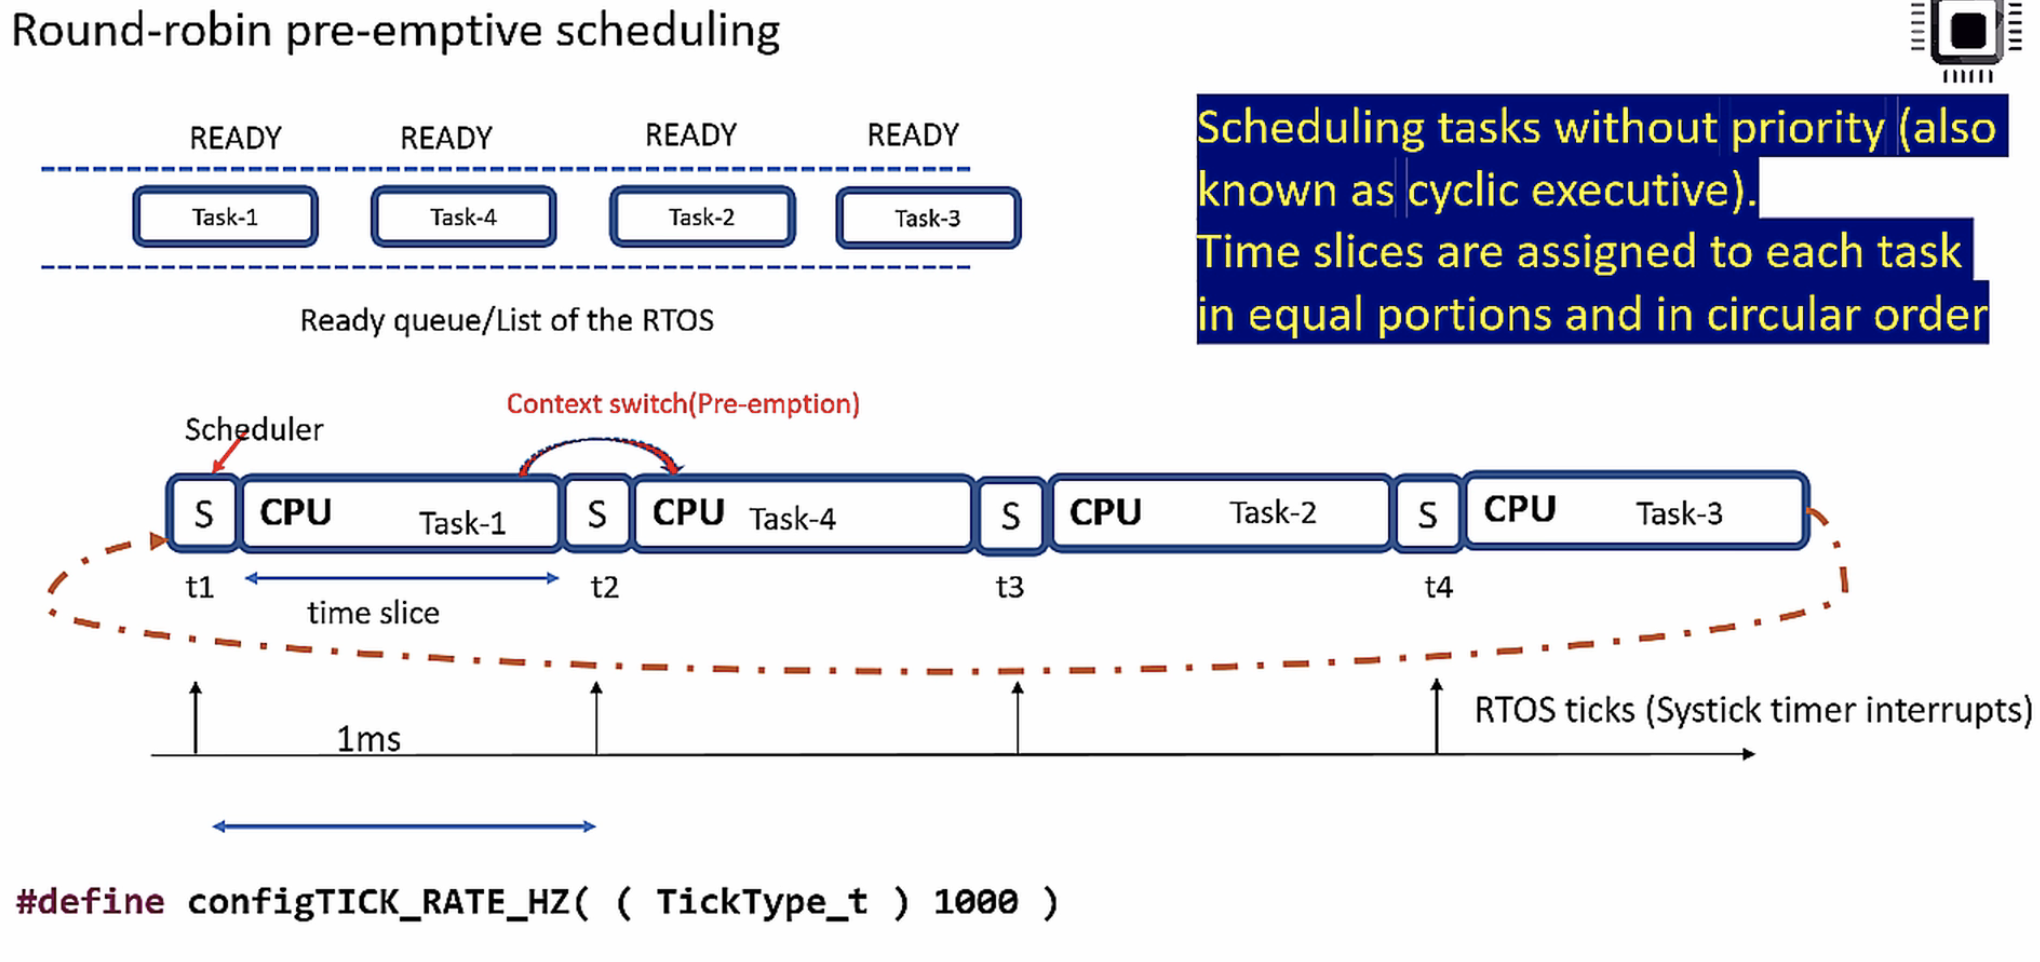 Round-robin pre-emptive scheduling
READY READY READY READY
Task-1 Task-4 Task-2 Task-3
Ready queue/List of the RTOS
Scheduling tasks without priority (also
known as cyclic executive).
Time slices are assigned to each task
in equal portions and in circular order
Context switch(Pre-emption)
Scheduler
S CPU Task-1 S CPU Task-4 S CPU Task-2 S CPU Task-3
t1 t2 t3 t4
time slice
RTOS ticks (Systick timer interrupts)
1ms
#define configTICK_RATE_HZ( ( TickType_t ) 1000 )